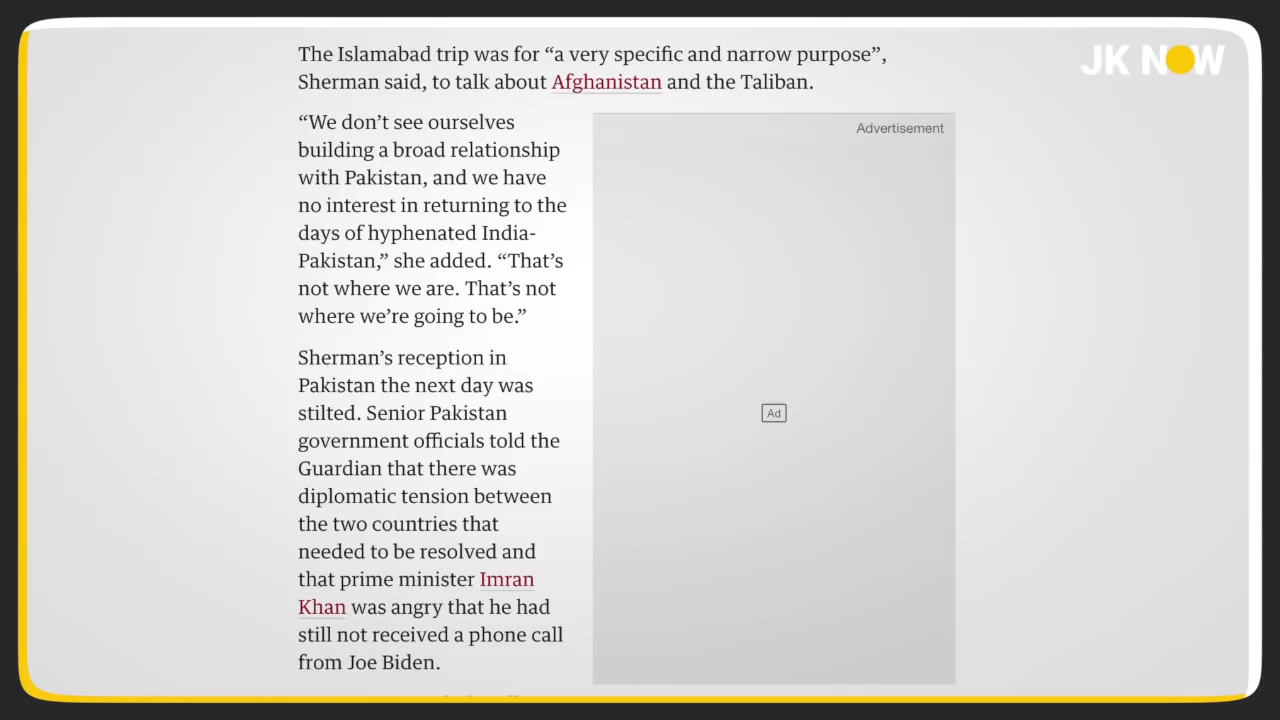 The Islamabad trip was for “a very specific and narrow purpose”,
Sherman said, to talk about Afghanistan and the Taliban.
JK NOW
“We don’t see ourselves
building a broad relationship
with Pakistan, and we have
no interest in returning to the
days of hyphenated India-
Pakistan,” she added. “That’s
not where we are. That’s not
where we’re going to be.”
Sherman’s reception in
Pakistan the next day was
stilted. Senior Pakistan
government officials told the
Guardian that there was
diplomatic tension between
the two countries that
needed to be resolved and
that prime minister Imran
Khan was angry that he had
still not received a phone call
from Joe Biden.
Advertisement
Ad